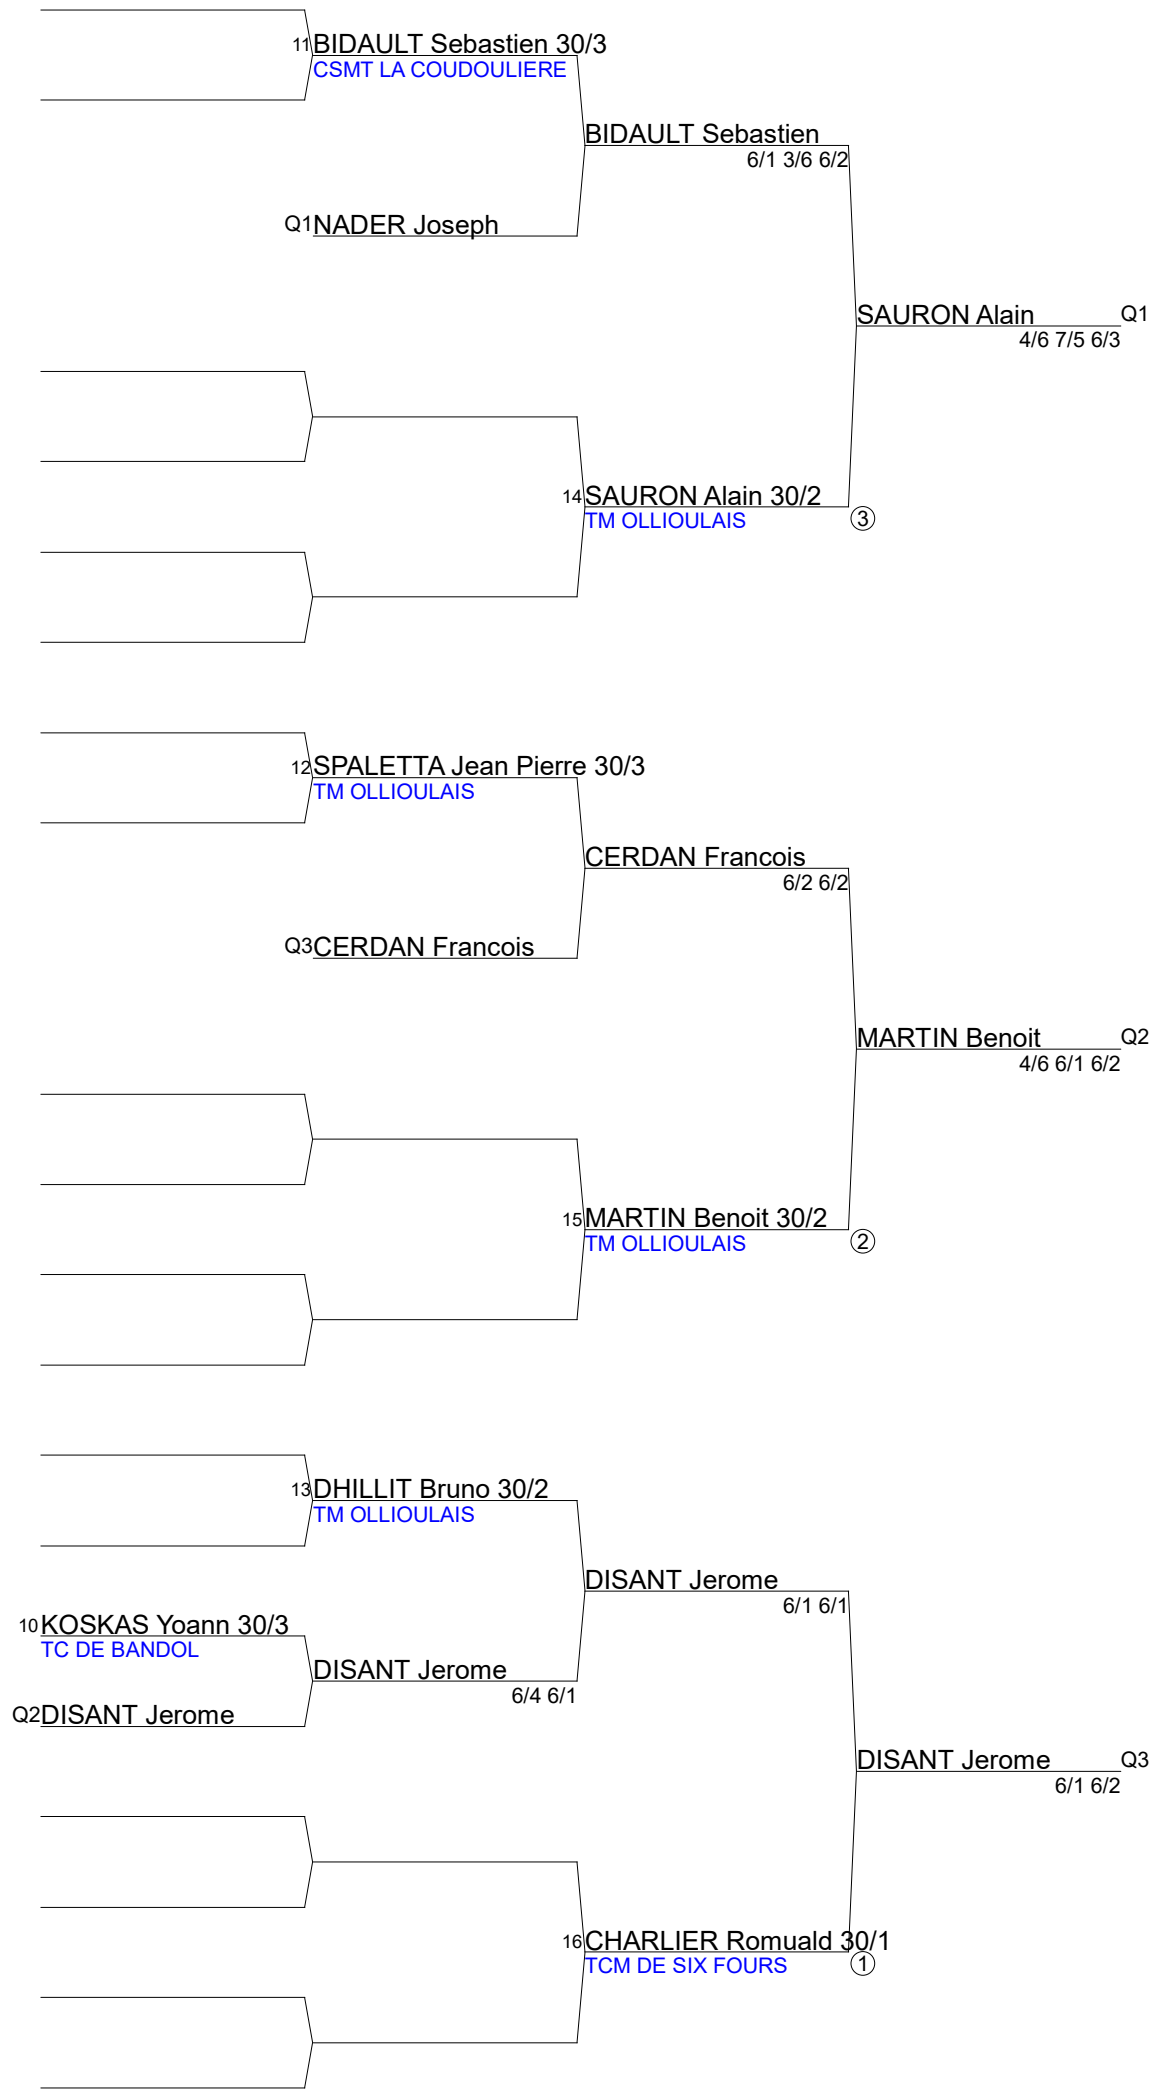 11 BIDAULT Sebastien 30/3
CSMT LA COUDOULIERE
BIDAULT Sebastien
6/1 3/6 6/2
Q1 NADER Joseph
SAURON Alain Q1
4/6 7/5 6/3
14 SAURON Alain 30/2
TM OLLIOULAIS ③
12 SPALETTA Jean Pierre 30/3
TM OLLIOULAIS
CERDAN Francois
6/2 6/2
Q3 CERDAN Francois
MARTIN Benoit Q2
4/6 6/1 6/2
15 MARTIN Benoit 30/2
TM OLLIOULAIS ②
13 DHILLIT Bruno 30/2
TM OLLIOULAIS
DISANT Jerome
6/1 6/1
10 KOSKAS Yoann 30/3
TC DE BANDOL
DISANT Jerome
6/4 6/1
Q2 DISANT Jerome
DISANT Jerome Q3
6/1 6/2
16 CHARLIER Romuald 30/1
TCM DE SIX FOURS ①